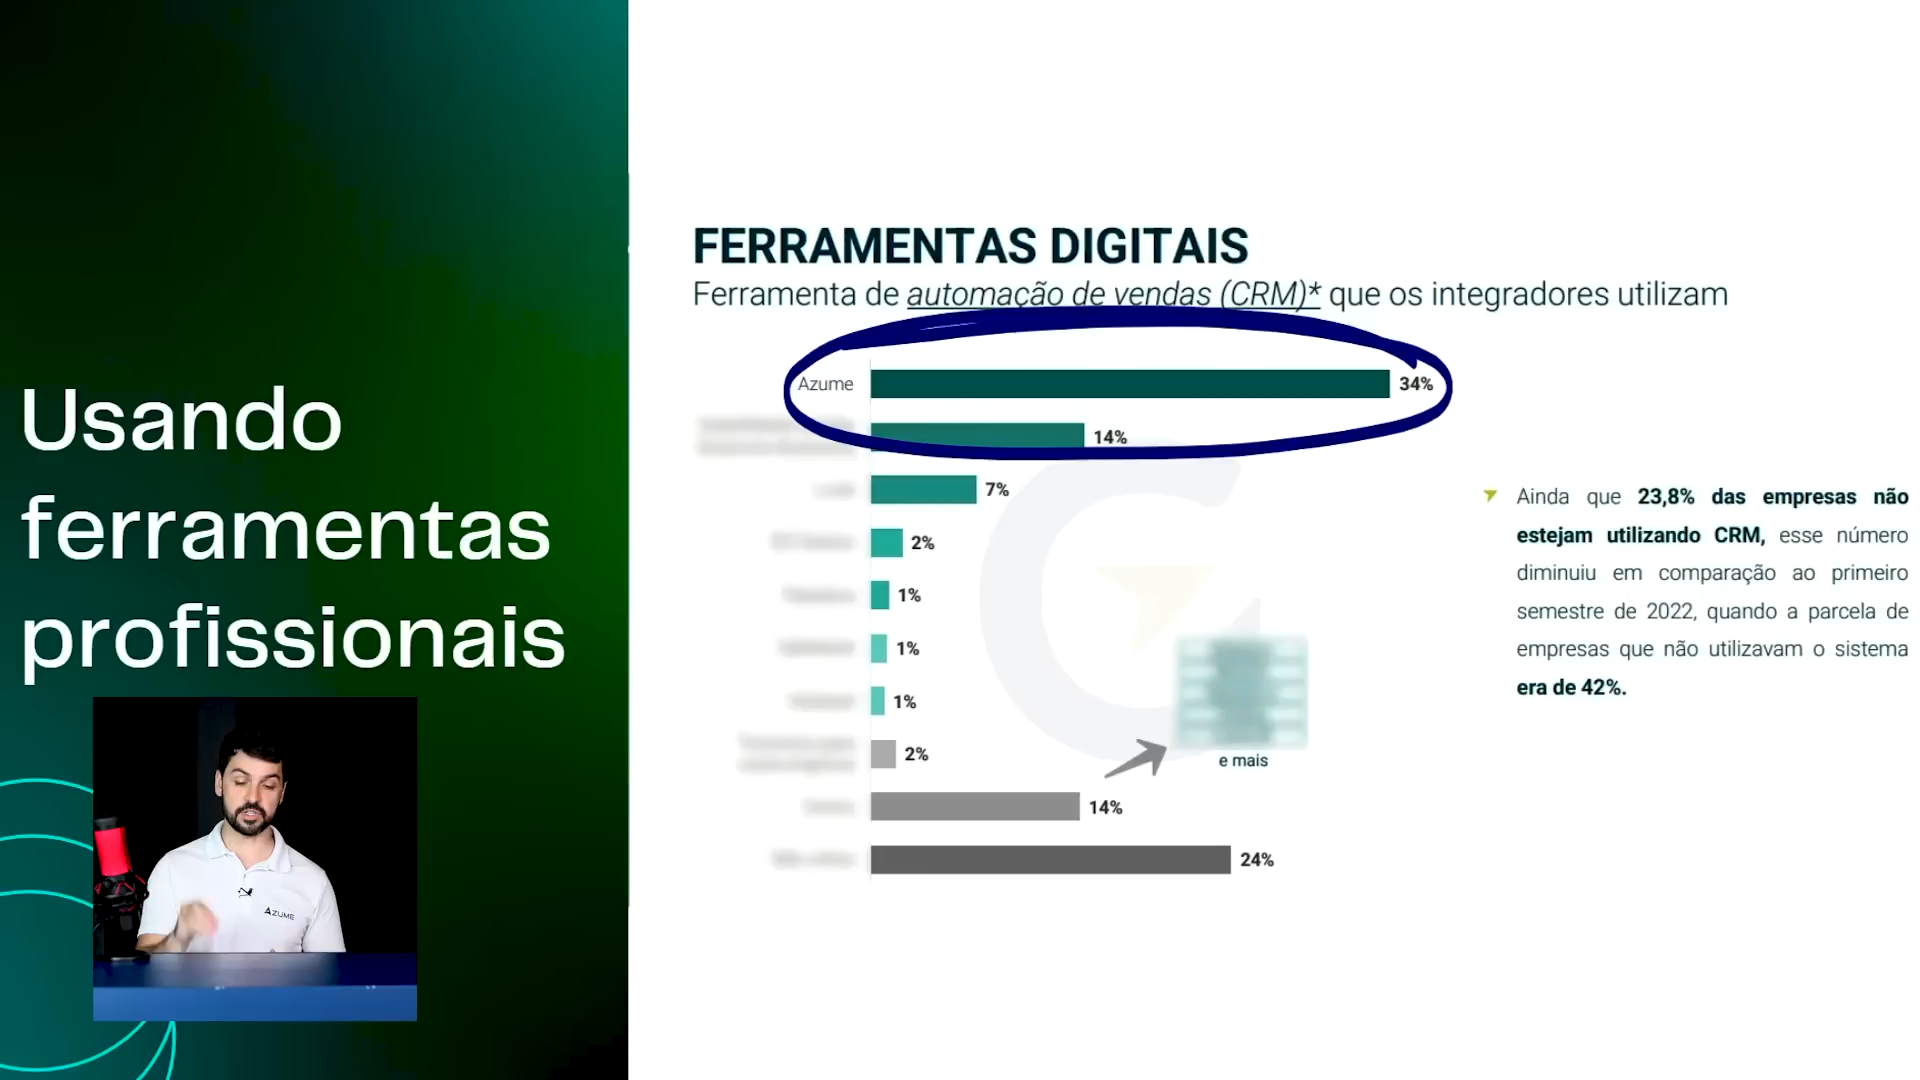 Usando
ferramentas
profissionais
AZUME
FERRAMENTAS DIGITAIS
Ferramenta de automação de vendas (CRM)* que os integradores utilizam
Azume 34%
14%
7%
2%
1%
1%
1%
2%
14%
24%
e mais
Ainda que 23,8% das empresas não
estejam utilizando CRM, esse número
diminuiu em comparação ao primeiro
semestre de 2022, quando a parcela de
empresas que não utilizavam o sistema
era de 42%.